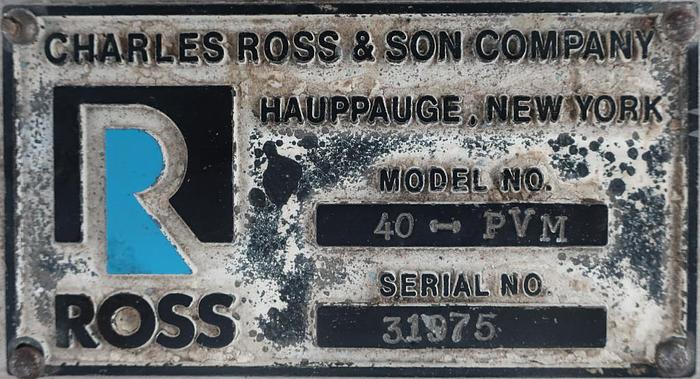 CHARLES ROSS & SON COMPANY
HAUPPAUGE, NEW YORK
R
MODEL NO.
40-PVM
SERIAL NO
31975
ROSS